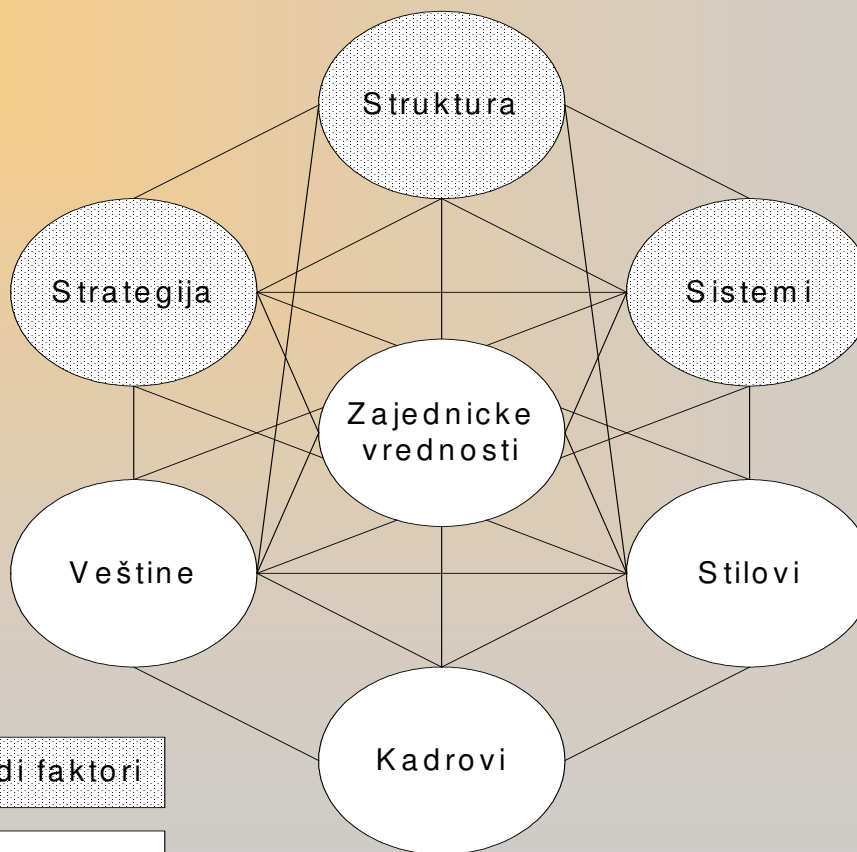 Struktura
Strategija
Sistemi
Zajednicke
vrednosti
Veštine
Stilovi
Kadrovi
di faktori